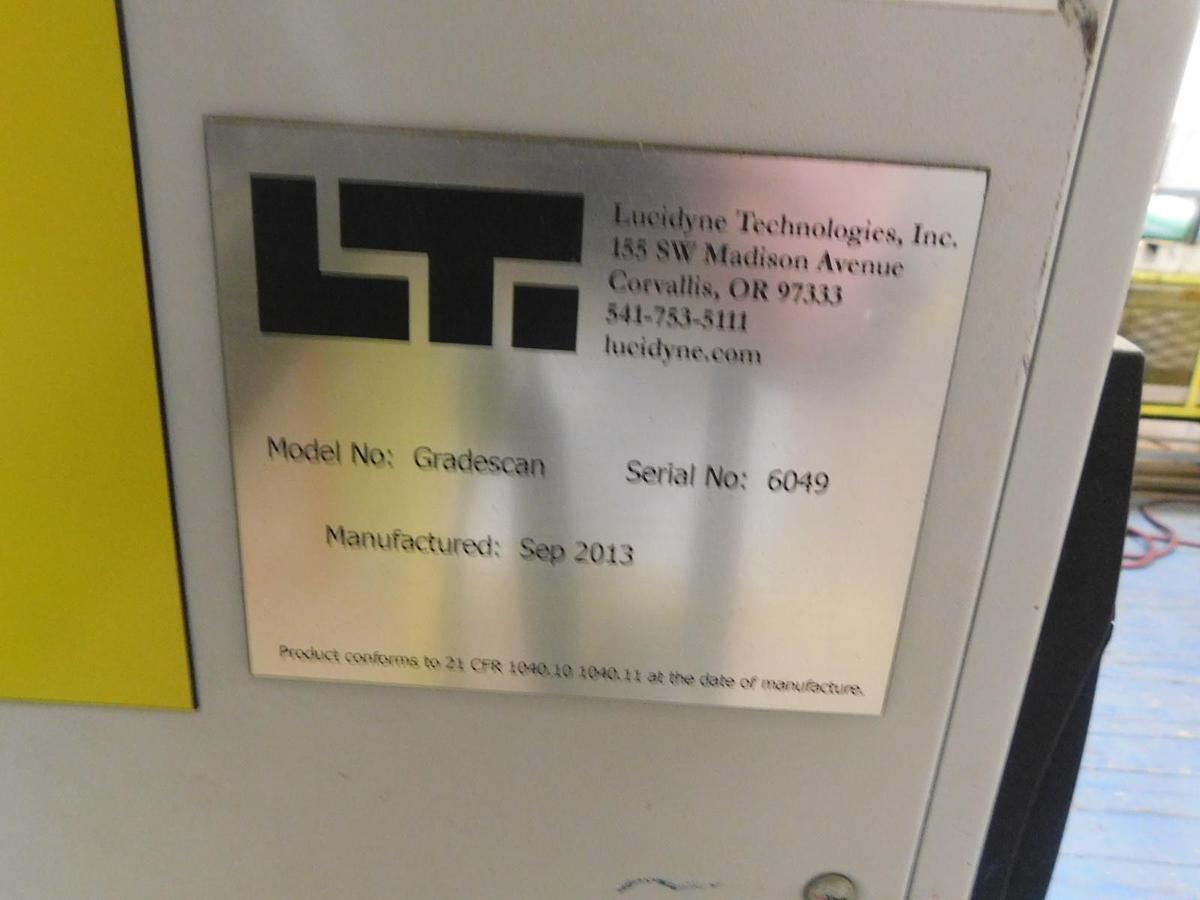 LTi
Lucidyne Technologies, Inc.
155 SW Madison Avenue
Corvallis, OR 97333
541-753-5111
lucidyne.com
Model No: Gradescan Serial No: 6049
Manufactured: Sep 2013
Product conforms to 21 CFR 1040.10 1040.11 at the date of manufacture.